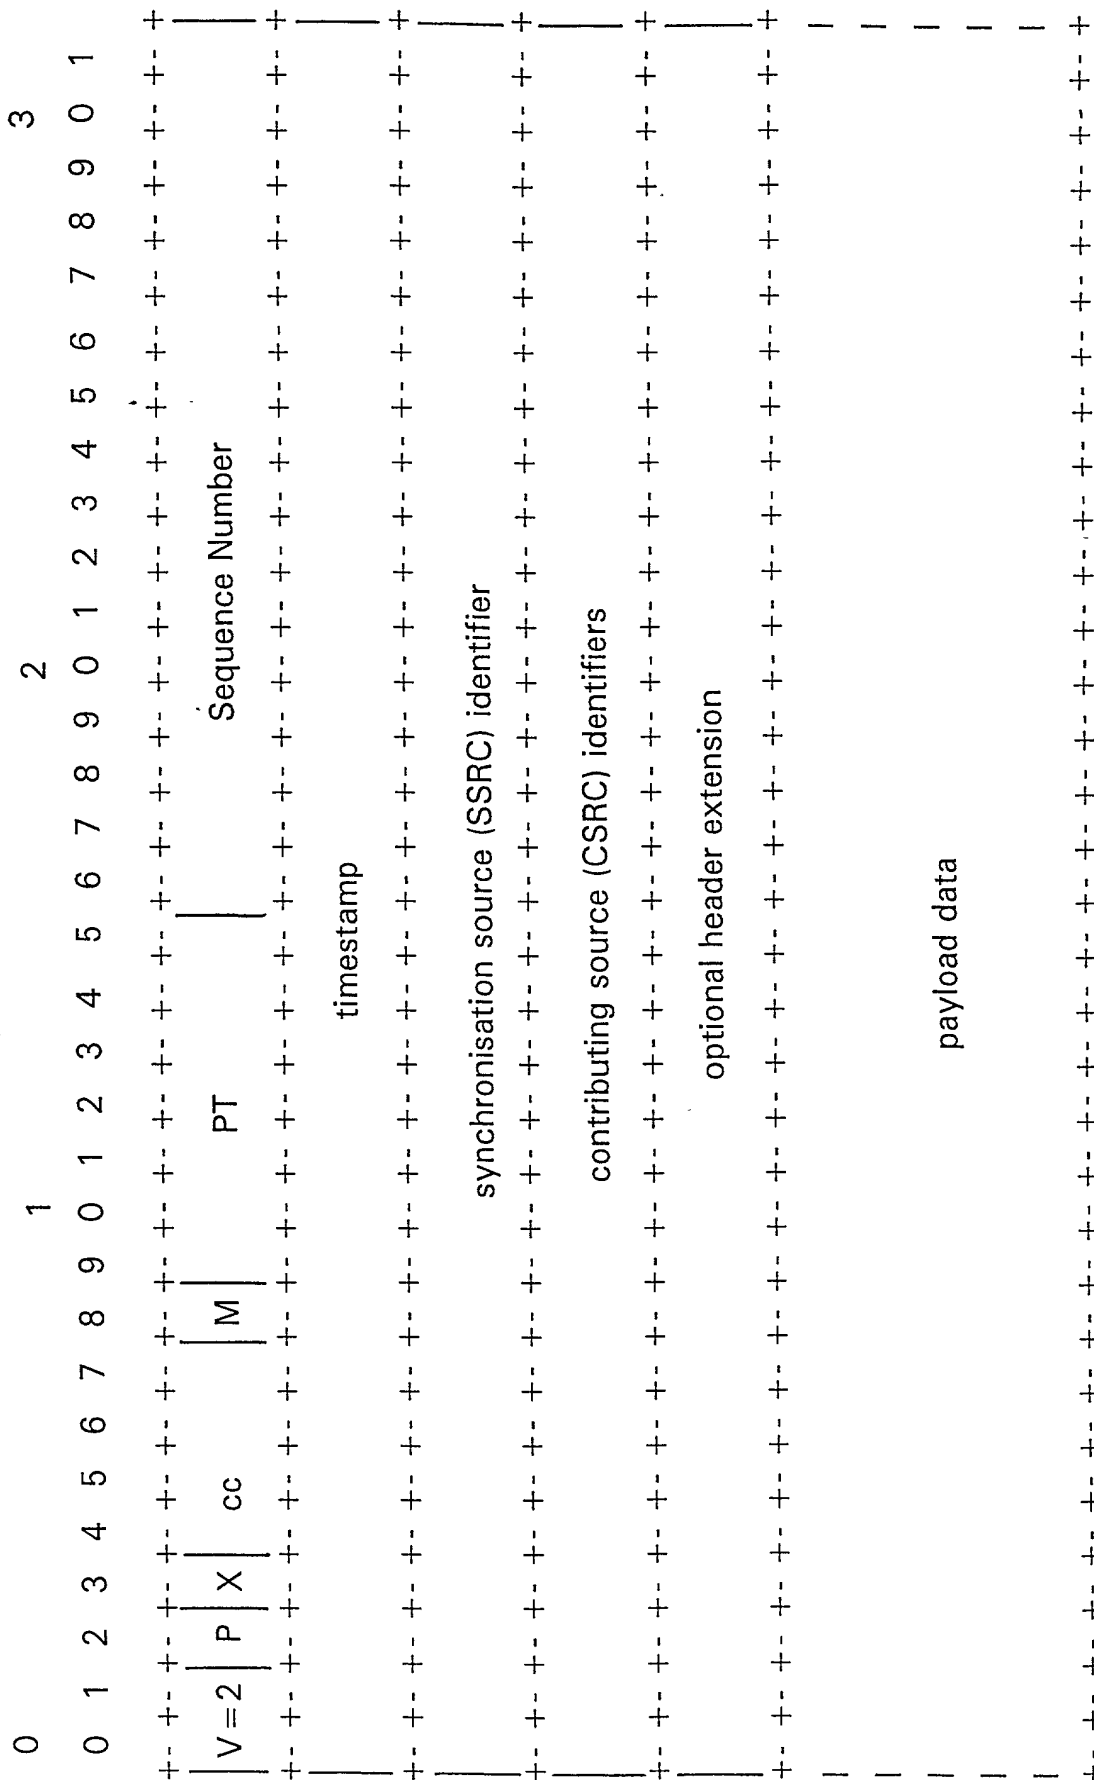 0 1 2 3
0 1 2 3 4 5 6 7 8 9 0 1 2 3 4 5 6 7 8 9 0 1 2 3 4 5 6 7 8 9 0 1
+-+-+-+-+-+-+-+-+-+-+-+-+-+-+-+-+-+-+-+-+-+-+-+-+-+-+-+-+-+-+-+-+
|V=2|P|X| cc |M| PT | Sequence Number |
+-+-+-+-+-+-+-+-+-+-+-+-+-+-+-+-+-+-+-+-+-+-+-+-+-+-+-+-+-+-+-+-+
| timestamp |
+-+-+-+-+-+-+-+-+-+-+-+-+-+-+-+-+-+-+-+-+-+-+-+-+-+-+-+-+-+-+-+-+
| synchronisation source (SSRC) identifier |
+-+-+-+-+-+-+-+-+-+-+-+-+-+-+-+-+-+-+-+-+-+-+-+-+-+-+-+-+-+-+-+-+
| contributing source (CSRC) identifiers |
+-+-+-+-+-+-+-+-+-+-+-+-+-+-+-+-+-+-+-+-+-+-+-+-+-+-+-+-+-+-+-+-+
| optional header extension |
+-+-+-+-+-+-+-+-+-+-+-+-+-+-+-+-+-+-+-+-+-+-+-+-+-+-+-+-+-+-+-+-+
| payload data |
+-+-+-+-+-+-+-+-+-+-+-+-+-+-+-+-+-+-+-+-+-+-+-+-+-+-+-+-+-+-+-+-+